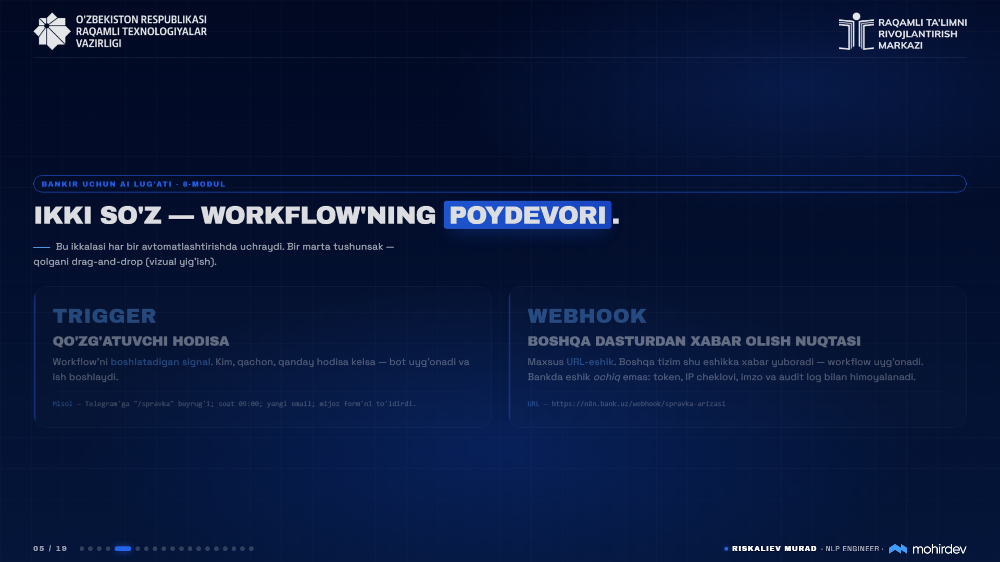 O'ZBEKISTON RESPUBLIKASI
RAQAMLI TEXNOLOGIYALAR
VAZIRLIGI
RAQAMLI TA'LIMNI
RIVOJLANTIRISH
MARKAZI
BANKIR UCHUN AI LUG'ATI · 8-MODUL
IKKI SO'Z — WORKFLOW'NING POYDEVORI.
Bu ikkalasi har bir avtomatlashtirishda uchraydi. Bir marta tushunsak —
qolgani drag-and-drop (vizual yig'ish).
TRIGGER
QO'ZG'ATUVCHI HODISA
Workflow'ni boshlatadigan signal. Kim, qachon, qanday hodisa kelsa — bot uyg'onadi va
ish boshlaydi.
Misol — Telegram'ga "/spravka" buyrug'i; soat 09:00; yangi email; mijoz form'ni to'ldirdi.
WEBHOOK
BOSHQA DASTURDAN XABAR OLISH NUQTASI
Maxsus URL-eshik. Boshqa tizim shu eshikka xabar yuboradi — workflow uyg'onadi.
Bankda eshik ochiq emas: token, IP cheklovi, imzo va audit log bilan himoyalanadi.
URL — https://n8n.bank.uz/webhook/spravka-arizasi
05 / 19
RISKALIEV MURAD · NLP ENGINEER ·
mohirdev